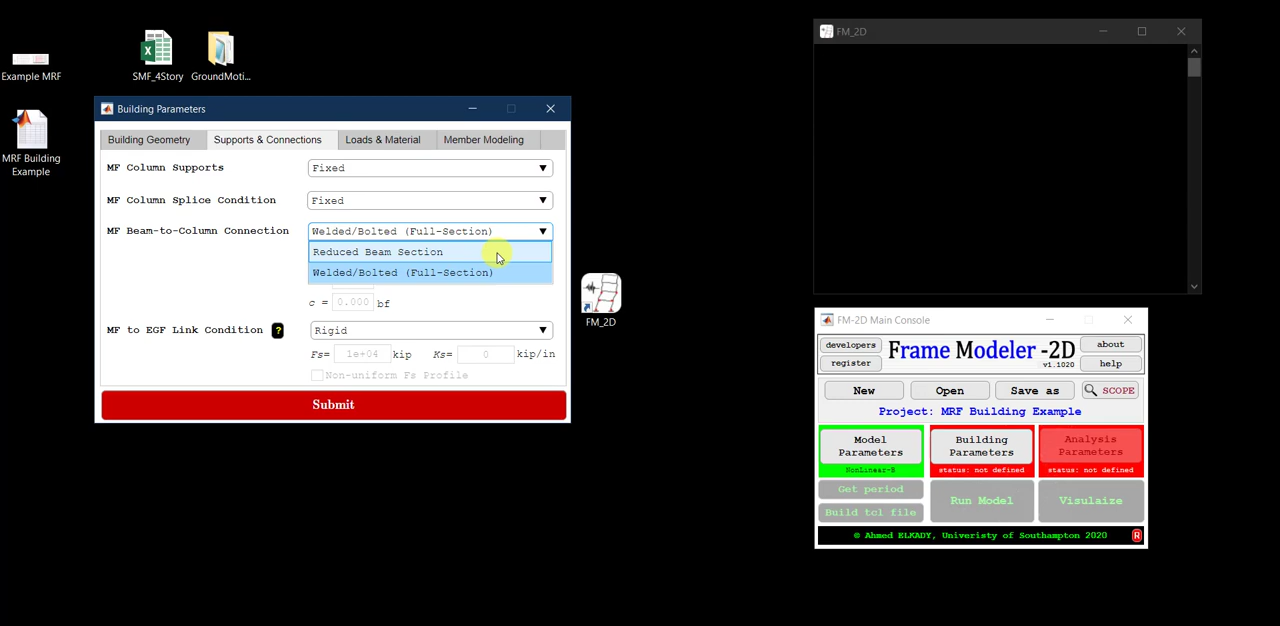 Example MRF
SMF_4Story
GroundMoti...
MRF Building
Example
Building Parameters
Building Geometry
Supports & Connections
Loads & Material
Member Modeling
MF Column Supports
Fixed
MF Column Splice Condition
Fixed
MF Beam-to-Column Connection
Welded/Bolted (Full-Section)
Reduced Beam Section
Welded/Bolted (Full-Section)
c = 0.000 bf
MF to EGF Link Condition ?
Rigid
Fs= 1e+04 kip Ks= 0 kip/in
Non-uniform Fs Profile
Submit
FM_2D
FM_2D
FM-2D Main Console
developers
register
Frame Modeler -2D
v1.1020
about
help
New
Open
Save as
SCOPE
Project: MRF Building Example
Model
Parameters
NonLinear-B
Building
Parameters
status: not defined
Analysis
Parameters
status: not defined
Get period
Build tcl file
Run Model
Visulaize
© Ahmed ELKADY, Univeristy of Southampton 2020
R